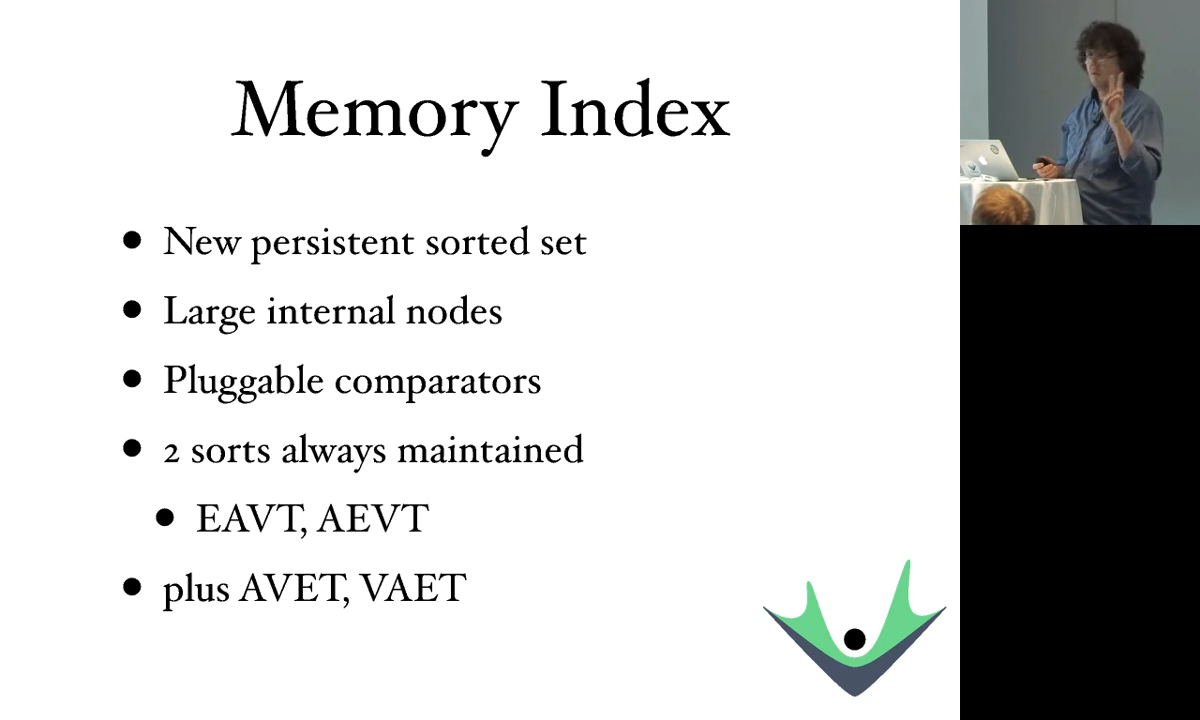 Memory Index
• New persistent sorted set
• Large internal nodes
• Pluggable comparators
• 2 sorts always maintained
• EAVT, AEVT
• plus AVET, VAET